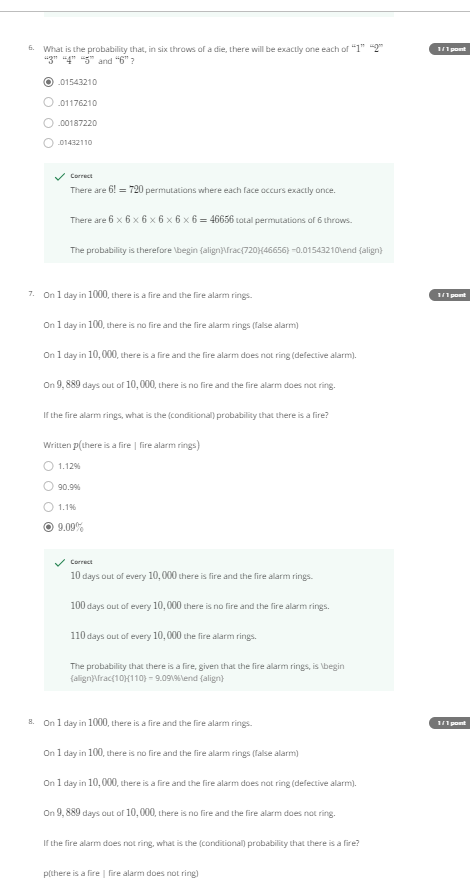 6. What is the probability that, in six throws of a die, there will be exactly one each of “1” “2”
“3” “4” “5” and “6” ?
1 / 1 point
.01543210
.01176210
.00187220
.01432110
Correct
There are 6! = 720 permutations where each face occurs exactly once.
There are 6 × 6 × 6 × 6 × 6 × 6 = 46656 total permutations of 6 throws.
The probability is therefore \begin {align}\frac{720}{46656} =0.01543210\end {align}
7. On 1 day in 1000, there is a fire and the fire alarm rings.
1 / 1 point
On 1 day in 100, there is no fire and the fire alarm rings (false alarm)
On 1 day in 10, 000, there is a fire and the fire alarm does not ring (defective alarm).
On 9, 889 days out of 10, 000, there is no fire and the fire alarm does not ring.
If the fire alarm rings, what is the (conditional) probability that there is a fire?
Written p(there is a fire | fire alarm rings)
1.12%
90.9%
1.1%
9.09%
Correct
10 days out of every 10, 000 there is fire and the fire alarm rings.
100 days out of every 10, 000 there is no fire and the fire alarm rings.
110 days out of every 10, 000 the fire alarm rings.
The probability that there is a fire, given that the fire alarm rings, is \begin
{align}\frac{10}{110} = 9.09\%\end {align}
8. On 1 day in 1000, there is a fire and the fire alarm rings.
1 / 1 point
On 1 day in 100, there is no fire and the fire alarm rings (false alarm)
On 1 day in 10, 000, there is a fire and the fire alarm does not ring (defective alarm).
On 9, 889 days out of 10, 000, there is no fire and the fire alarm does not ring.
If the fire alarm does not ring, what is the (conditional) probability that there is a fire?
p(there is a fire | fire alarm does not ring)